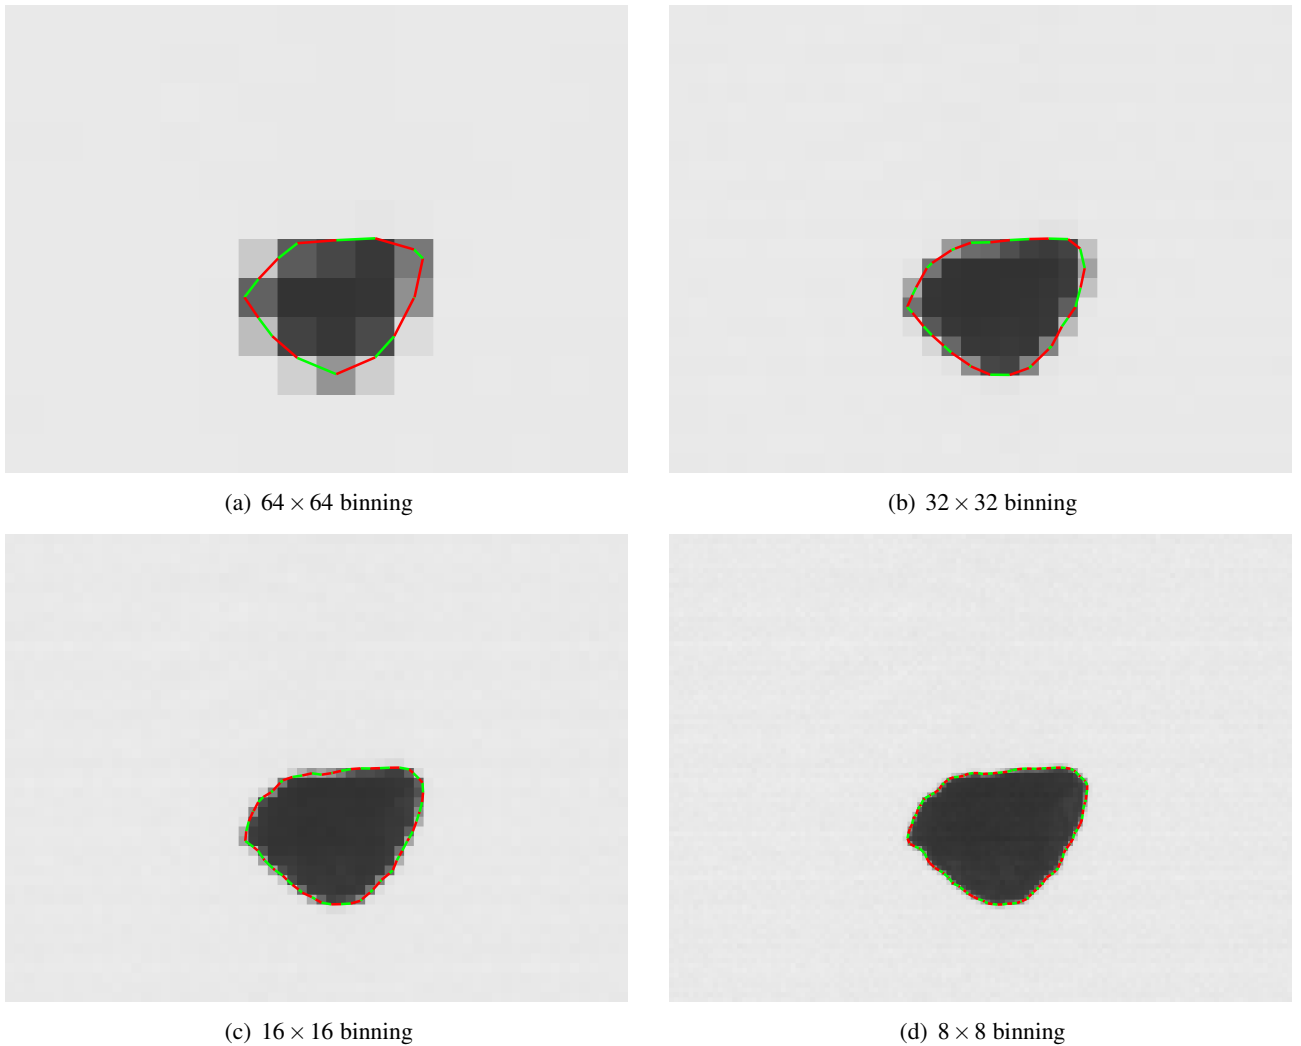 (a) 64 × 64 binning
(b) 32 × 32 binning
(c) 16 × 16 binning
(d) 8 × 8 binning